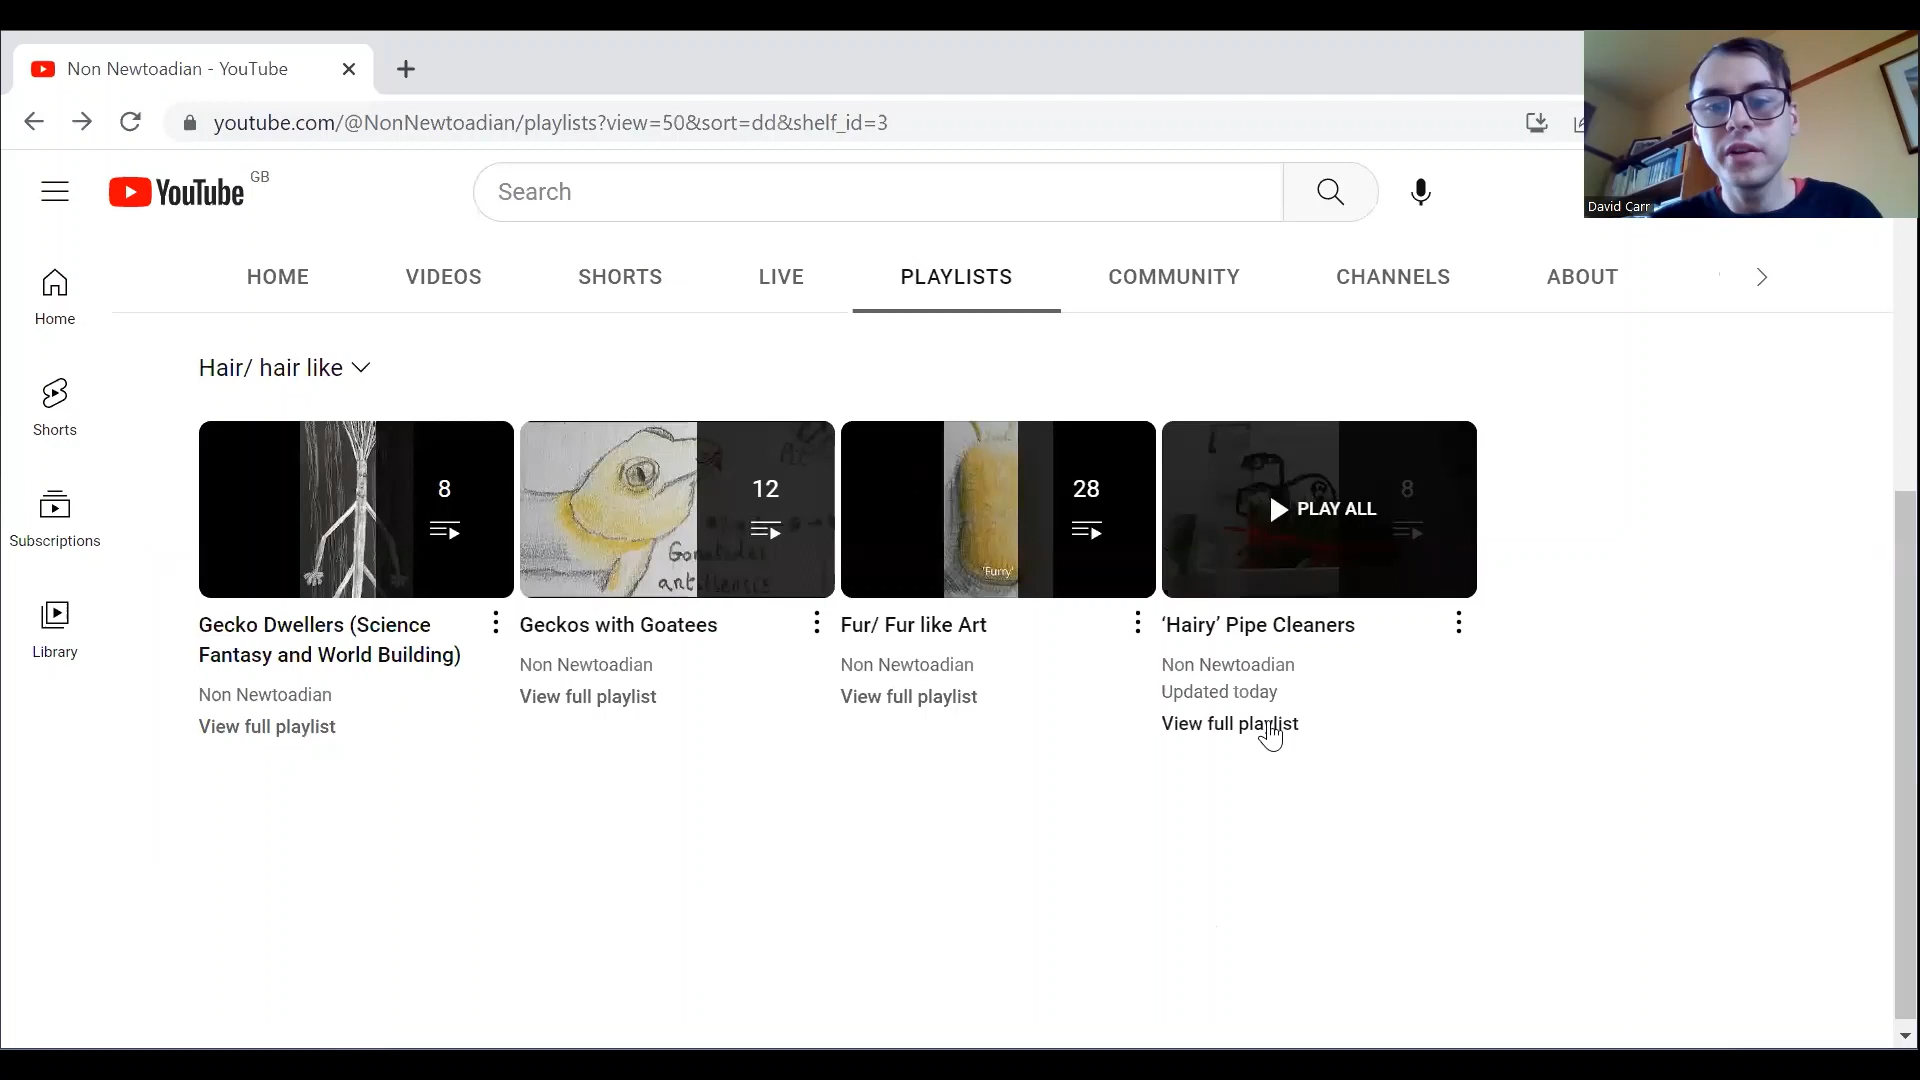 Non Newtoadian - YouTube
youtube.com/@NonNewtoadian/playlists?view=50&sort=dd&shelf_id=3
YouTube GB
Search
David Carr
HOME VIDEOS SHORTS LIVE PLAYLISTS COMMUNITY CHANNELS ABOUT
Home
Shorts
Subscriptions
Library
Hair/ hair like
8
12
Gonatodes
antillensis
28
'Furry'
PLAY ALL
8
Gecko Dwellers (Science
Fantasy and World Building)
Non Newtoadian
View full playlist
Geckos with Goatees
Non Newtoadian
View full playlist
Fur/ Fur like Art
Non Newtoadian
View full playlist
‘Hairy’ Pipe Cleaners
Non Newtoadian
Updated today
View full playlist